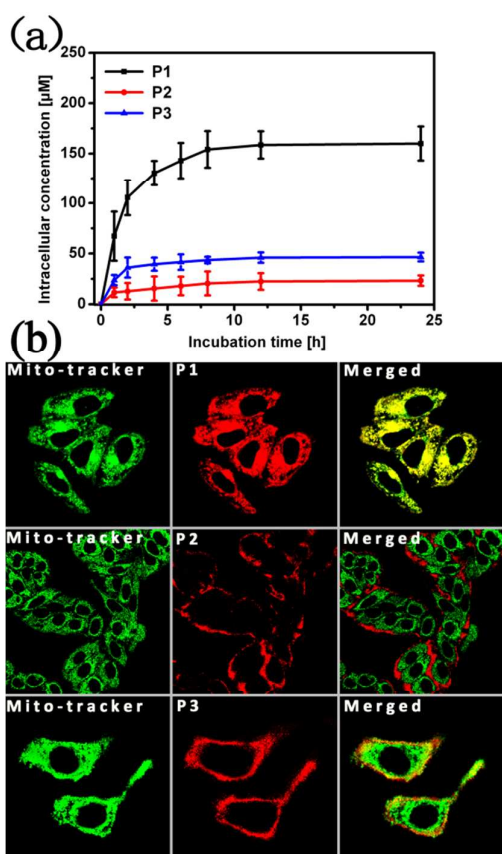 (a)
Intracellular concentration [µM]
250
200
150
100
50
0
P1
P2
P3
0 5 10 15 20 25
Incubation time [h]
(b)
Mito-tracker P1 Merged
Mito-tracker P2 Merged
Mito-tracker P3 Merged